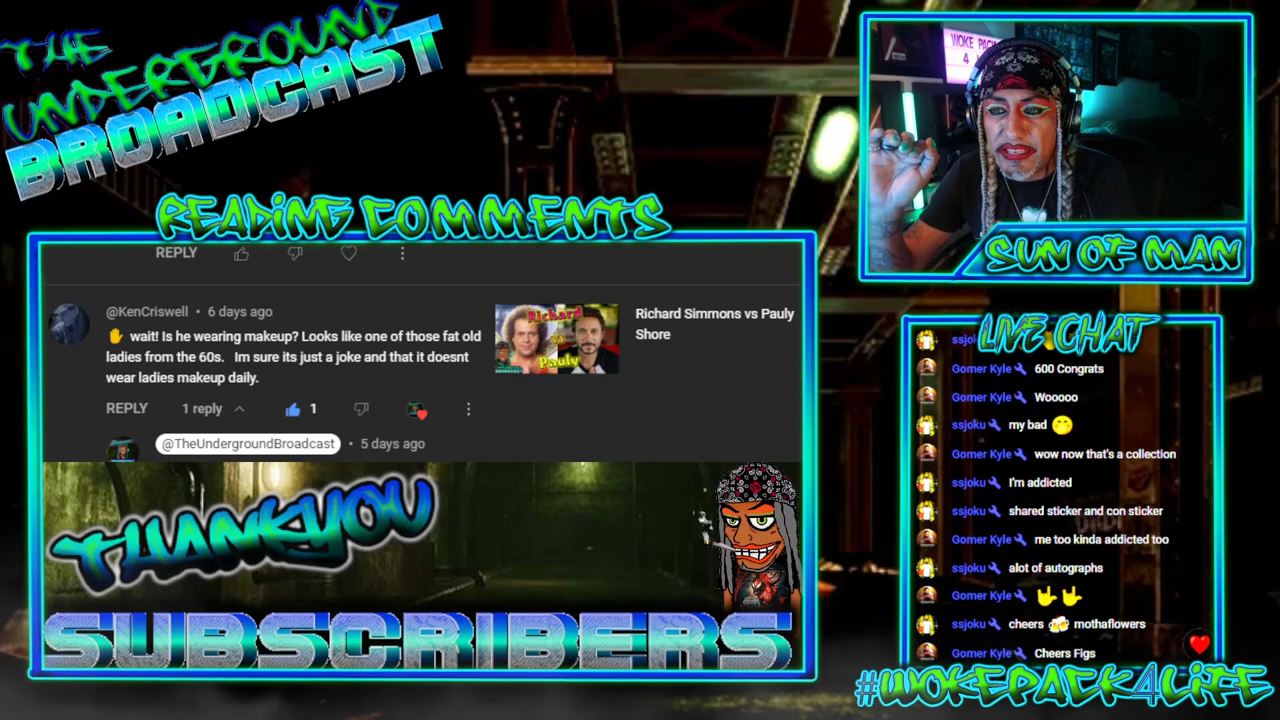 THE
UNDERGROUND
BROADCAST
WOKE PACK
4
SUN OF MAN
READING COMMENTS
REPLY
@KenCriswell • 6 days ago
✋ wait! Is he wearing makeup? Looks like one of those fat old
ladies from the 60s. Im sure its just a joke and that it doesnt
wear ladies makeup daily.
Richard
vs
Pauly
Richard Simmons vs Pauly
Shore
REPLY 1 reply 1
@TheUndergroundBroadcast • 5 days ago
THANKYOU
SUBSCRIBERS
LIVE CHAT
ssjo
Gomer Kyle 600 Congrats
Gomer Kyle Wooooo
ssjoku my bad 🤭
Gomer Kyle wow now that's a collection
ssjoku I'm addicted
ssjoku shared sticker and con sticker
Gomer Kyle me too kinda addicted too
ssjoku alot of autographs
Gomer Kyle 🤟🤟
ssjoku cheers 🍻 mothaflowers
Gomer Kyle Cheers Figs
#WOKEPACK4LIFE